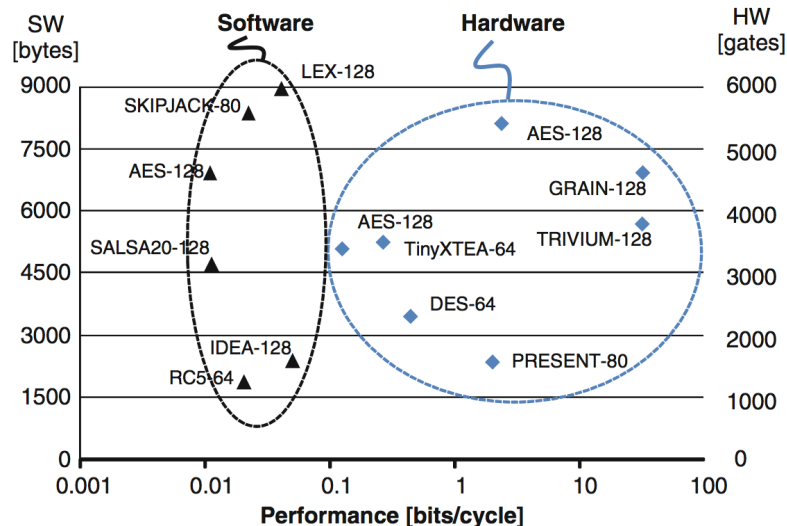 SW
[bytes]
Software
Hardware
HW
[gates]
LEX-128
9000
6000
SKIPJACK-80
AES-128
7500
5000
AES-128
GRAIN-128
6000
4000
AES-128
TRIVIUM-128
SALSA20-128
TinyXTEA-64
4500
3000
DES-64
3000
2000
IDEA-128
PRESENT-80
RC5-64
1500
1000
0
0
0.001
0.01
0.1
1
10
100
Performance [bits/cycle]